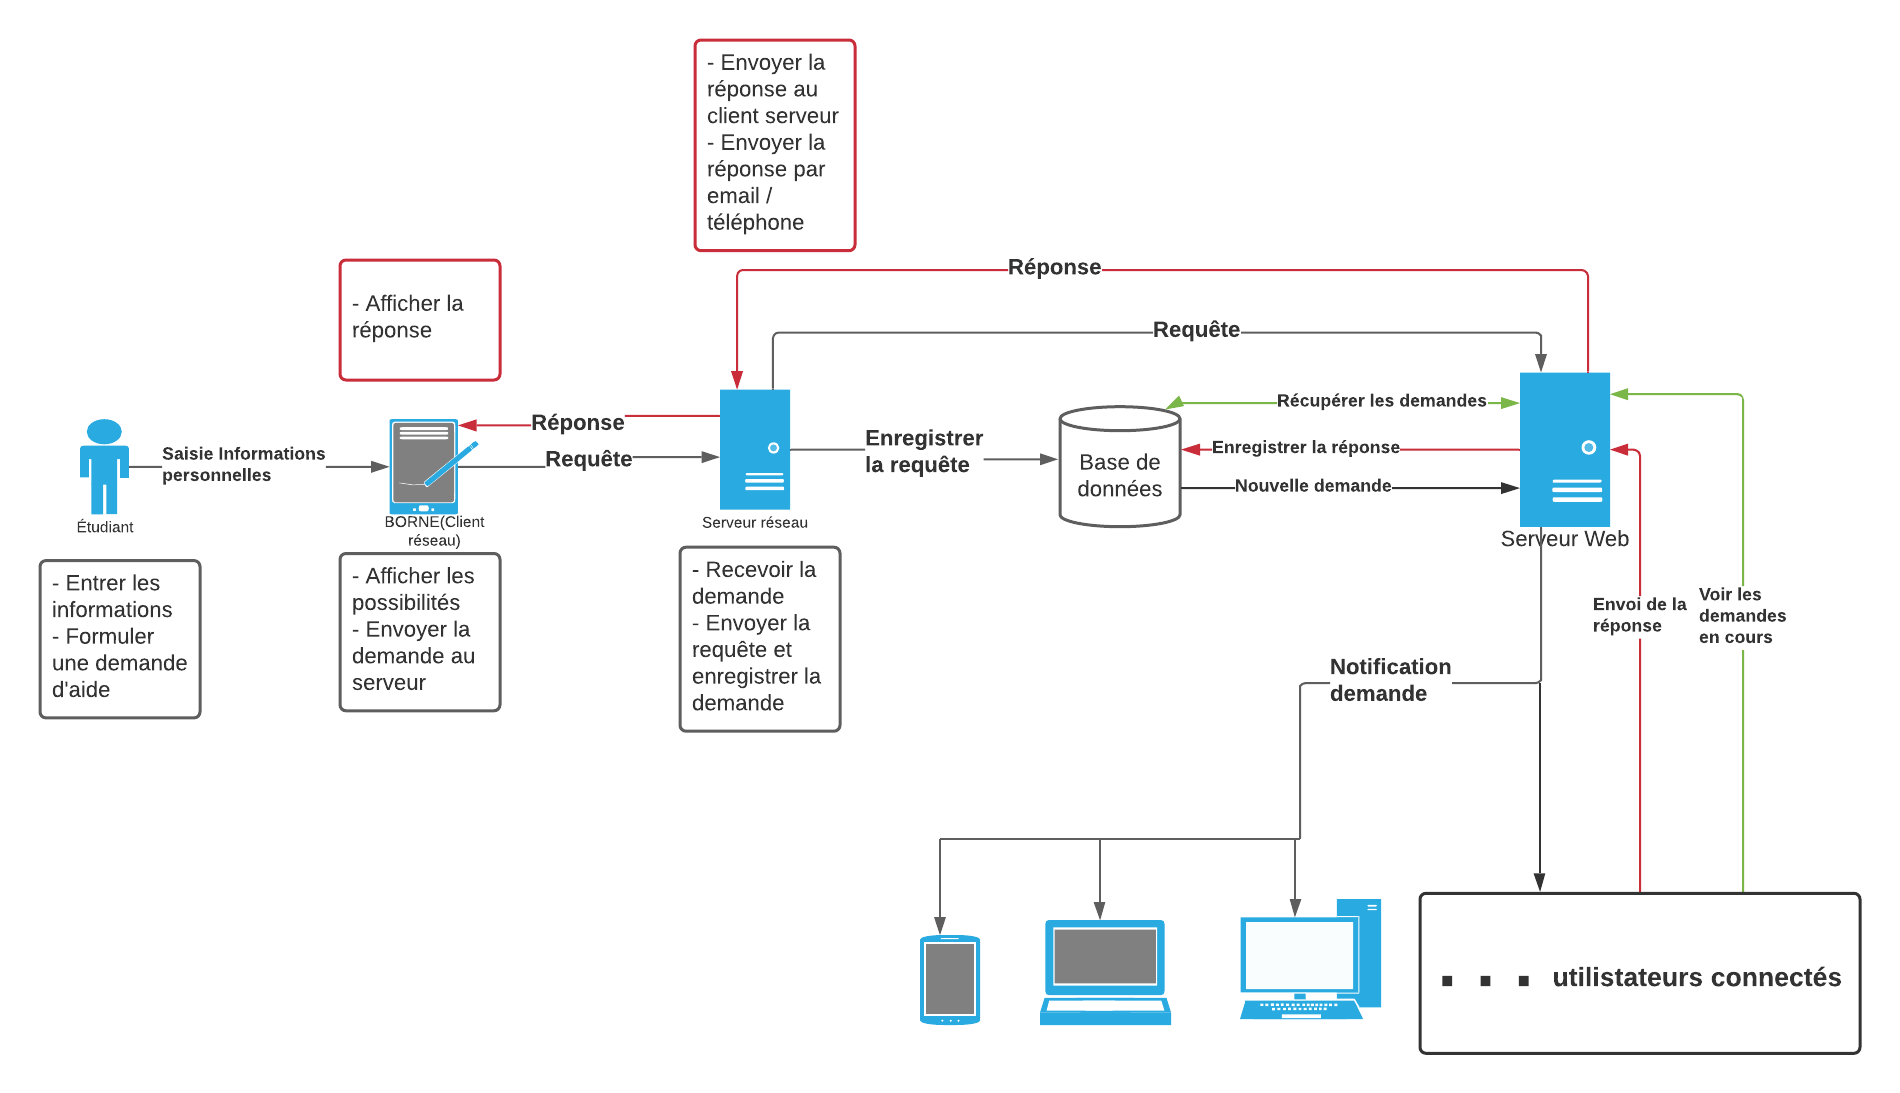 - Envoyer la
réponse au
client serveur
- Envoyer la
réponse par
email /
téléphone
- Afficher la
réponse
Réponse
Requête
Récupérer les demandes
Enregistrer la réponse
Nouvelle demande
Réponse
Requête
Enregistrer
la requête
Base de
données
Saisie Informations
personnelles
Étudiant
BORNE(Client
réseau)
Serveur réseau
Serveur Web
- Entrer les
informations
- Formuler
une demande
d'aide
- Afficher les
possibilités
- Envoyer la
demande au
serveur
- Recevoir la
demande
- Envoyer la
requête et
enregistrer la
demande
Envoi de la
réponse
Voir les
demandes
en cours
Notification
demande
. . . utilistateurs connectés